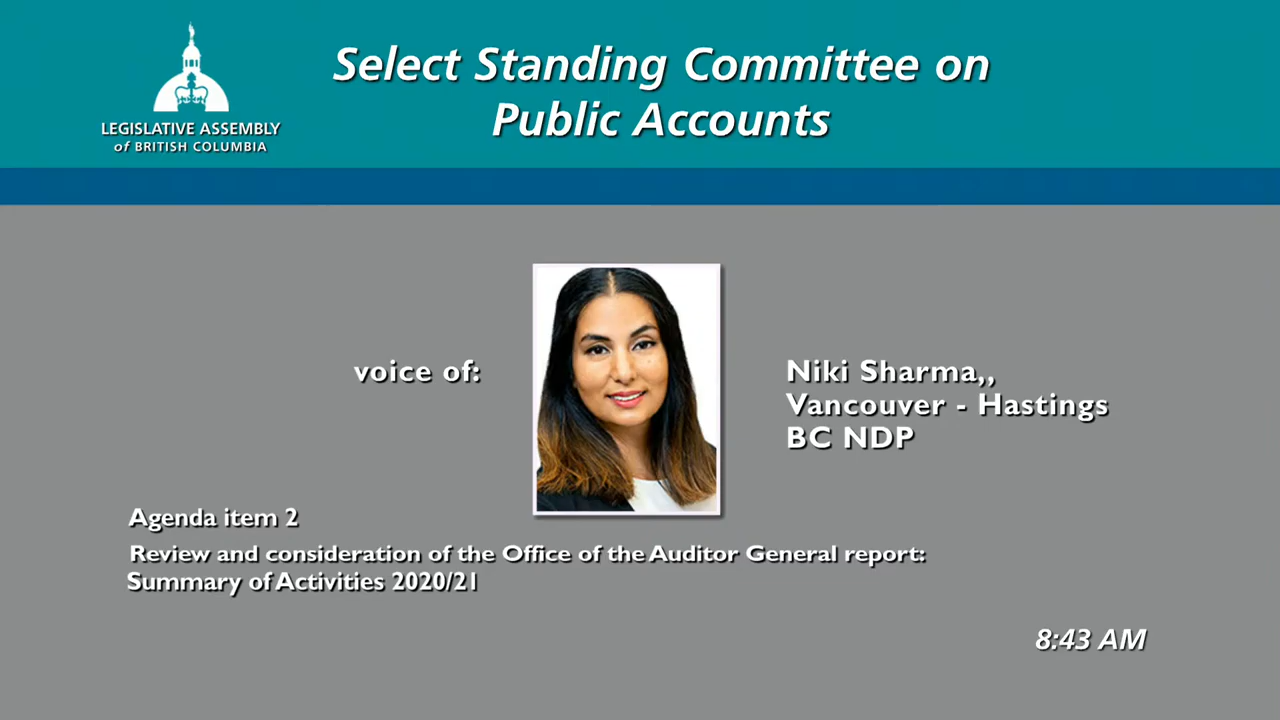 Select Standing Committee on
Public Accounts
LEGISLATIVE ASSEMBLY
of BRITISH COLUMBIA
voice of:
Niki Sharma,,
Vancouver - Hastings
BC NDP
Agenda item 2
Review and consideration of the Office of the Auditor General report:
Summary of Activities 2020/21
8:43 AM